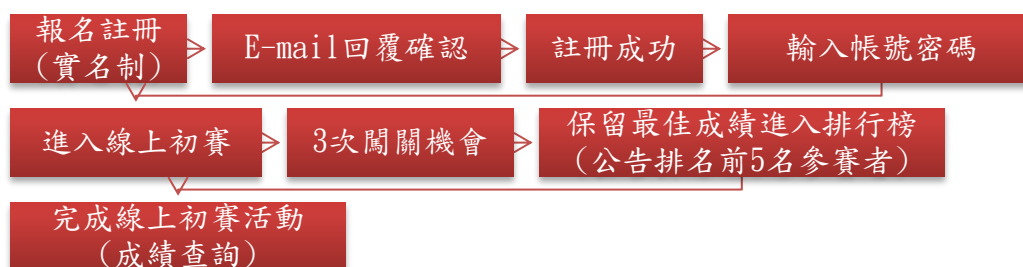 報名註冊
(實名制)
E-mail回覆確認
註冊成功
輸入帳號密碼
進入線上初賽
3次闖關機會
保留最佳成績進入排行榜
(公告排名前5名參賽者)
完成線上初賽活動
(成績查詢)